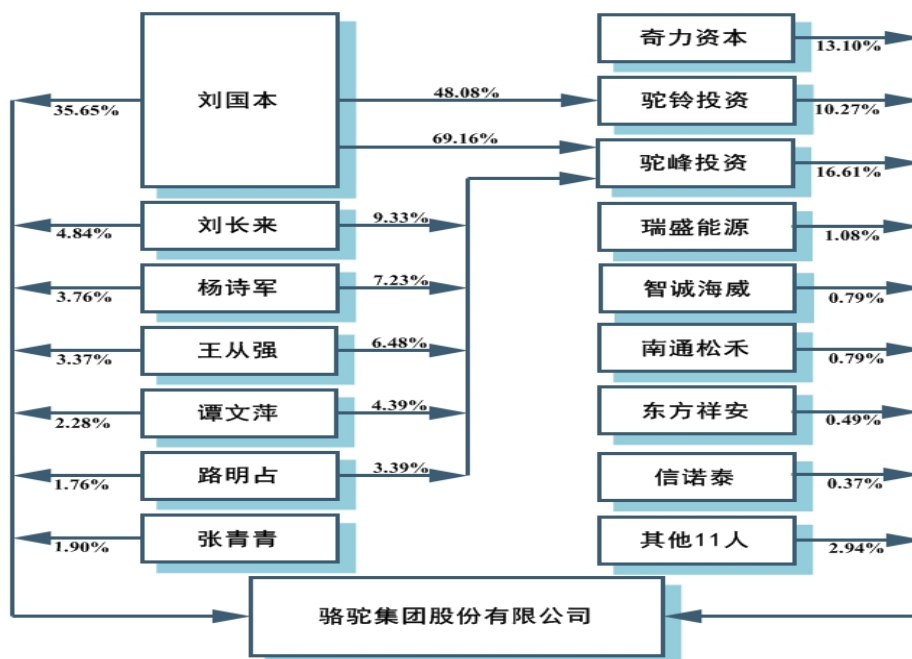 奇力资本
13.10%
刘国本
35.65%
48.08%
驼铃投资
10.27%
69.16%
驼峰投资
16.61%
刘长来
4.84%
9.33%
瑞盛能源
1.08%
杨诗军
3.76%
7.23%
智诚海威
0.79%
王从强
3.37%
6.48%
南通松禾
0.79%
谭文萍
2.28%
4.39%
东方祥安
0.49%
路明占
1.76%
3.39%
信诺泰
0.37%
张青青
1.90%
其他11人
2.94%
骆驼集团股份有限公司